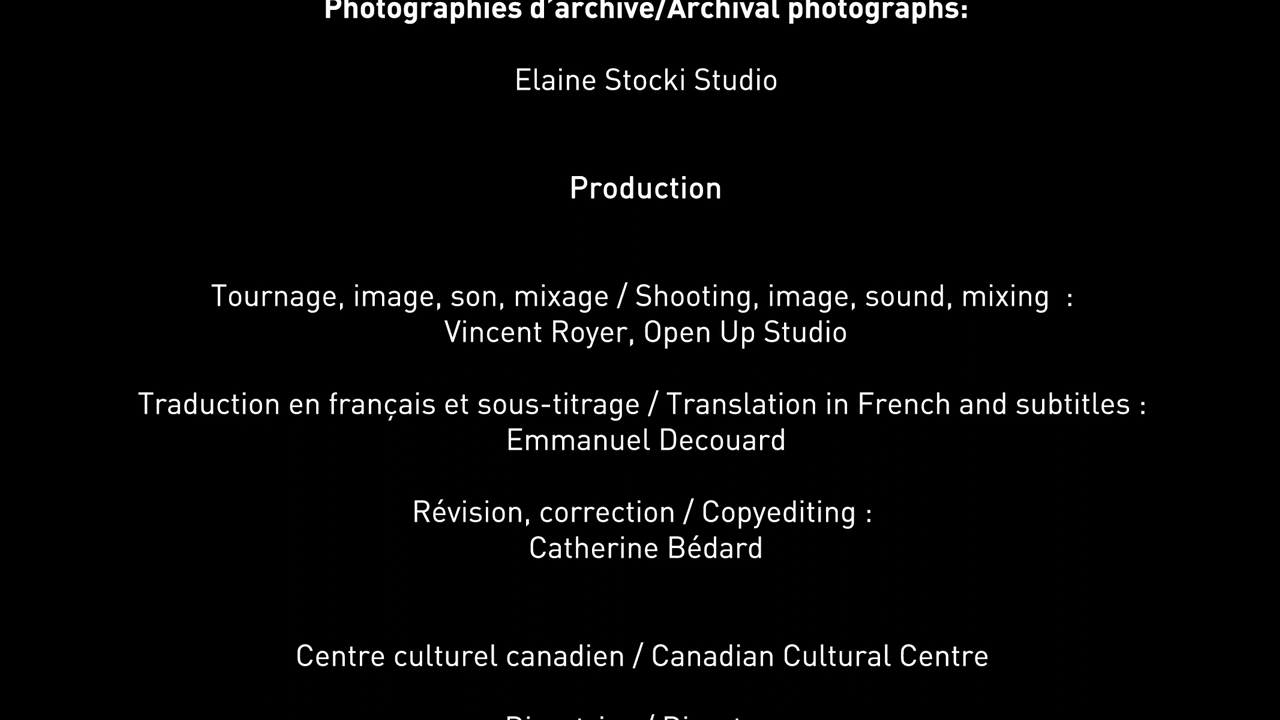 Photographies d’archive/Archival photographs:
Elaine Stocki Studio
Production
Tournage, image, son, mixage / Shooting, image, sound, mixing  :
Vincent Royer, Open Up Studio
Traduction en français et sous-titrage / Translation in French and subtitles :
Emmanuel Decouard
Révision, correction / Copyediting :
Catherine Bédard
Centre culturel canadien / Canadian Cultural Centre